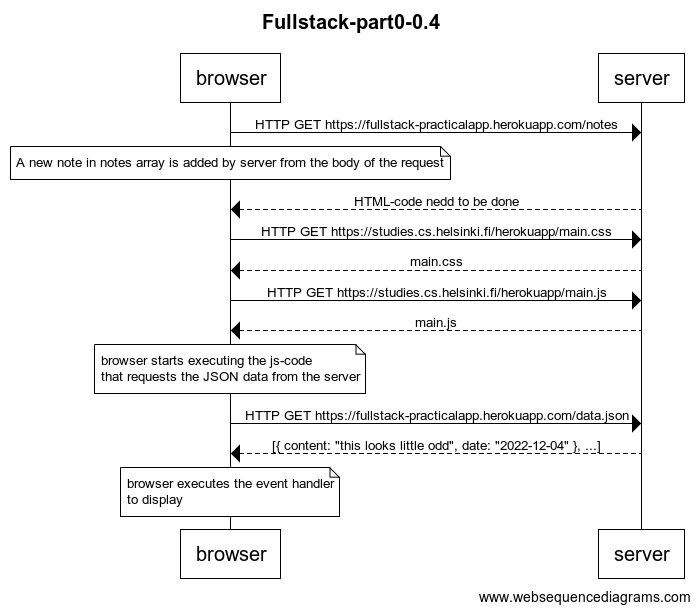 Fullstack-part0-0.4
browser
server
HTTP GET https://fullstack-practicalapp.herokuapp.com/notes
A new note in notes array is added by server from the body of the request
HTML-code nedd to be done
HTTP GET https://studies.cs.helsinki.fi/herokuapp/main.css
main.css
HTTP GET https://studies.cs.helsinki.fi/herokuapp/main.js
main.js
browser starts executing the js-code
that requests the JSON data from the server
HTTP GET https://fullstack-practicalapp.herokuapp.com/data.json
[{ content: "this looks little odd", date: "2022-12-04" }, ...]
browser executes the event handler
to display
browser
server
www.websequencediagrams.com